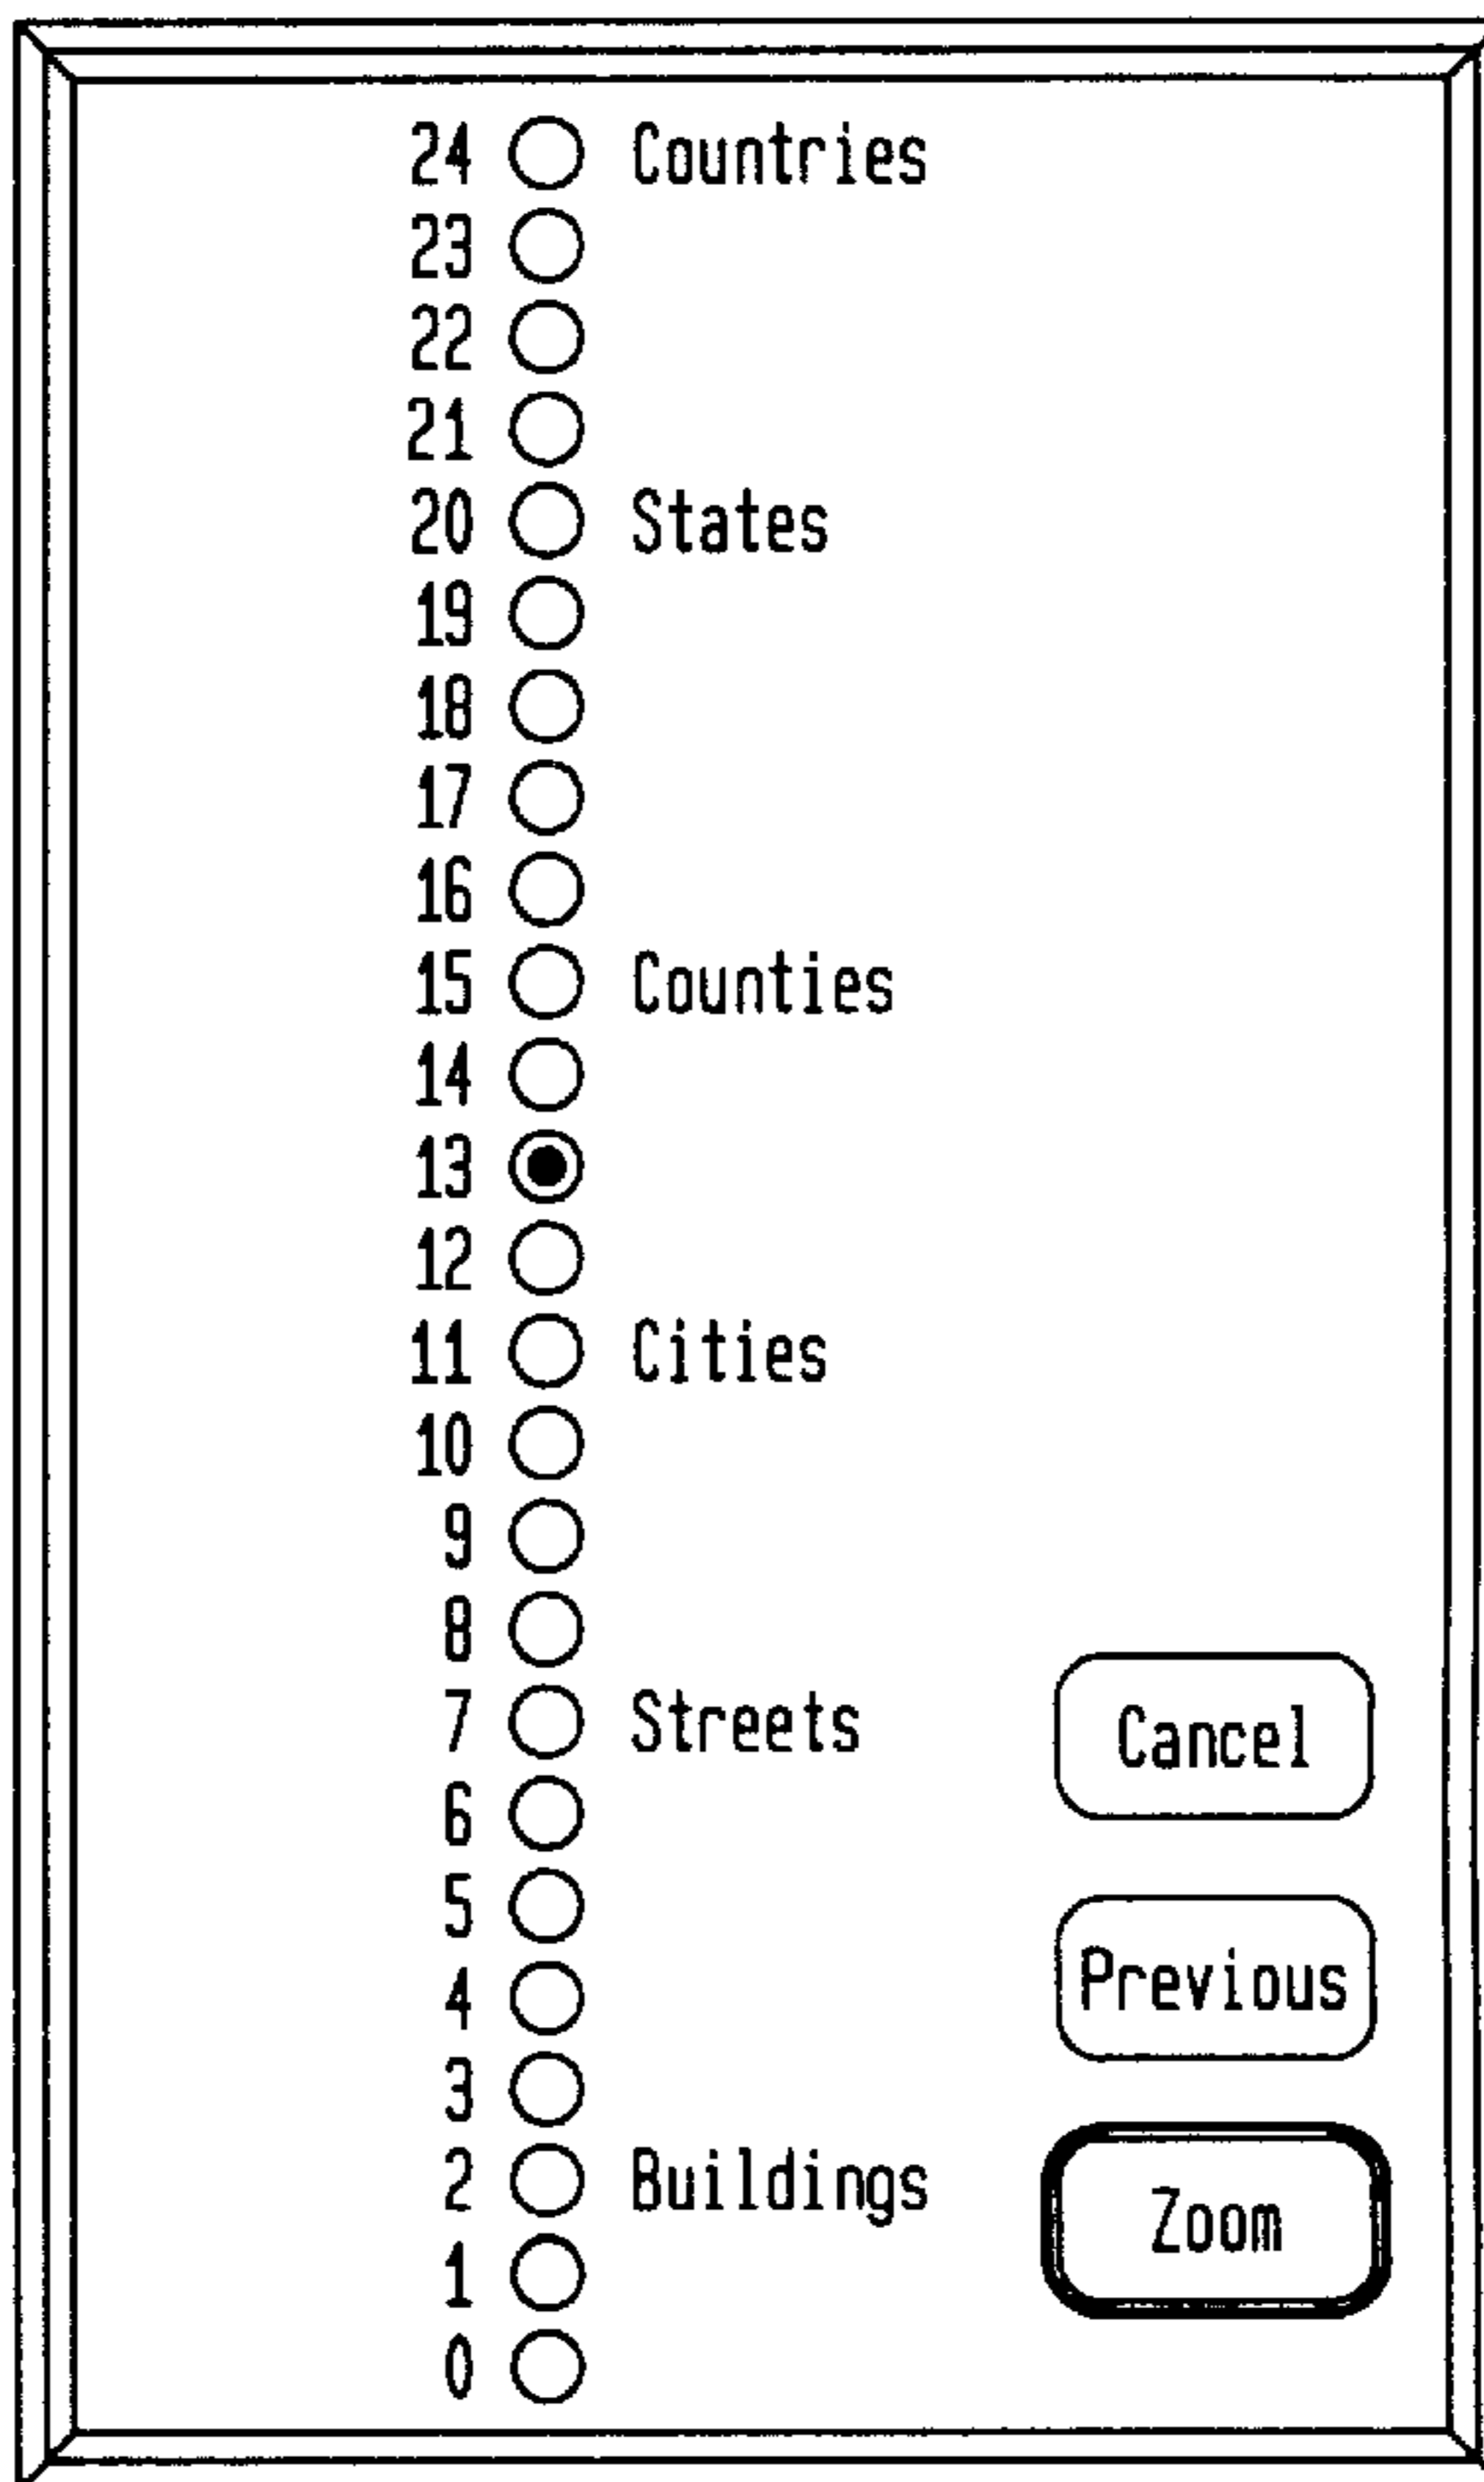 24 Countries
23
22
21
20 States
19
18
17
16
15 Counties
14
13
12
11 Cities
10
9
8
7 Streets
Cancel
6
5
Previous
4
3
2 Buildings
Zoom
1
0